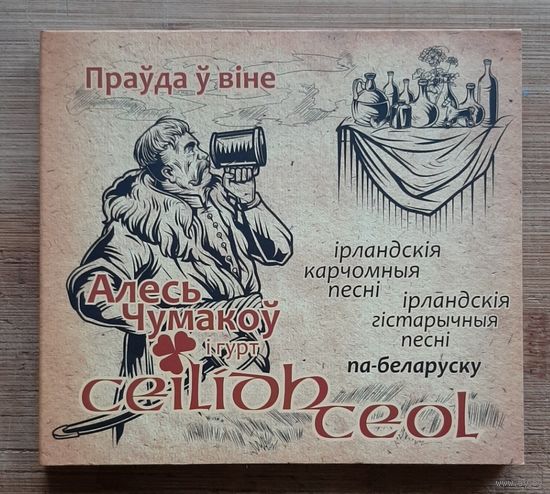 Праўда ў віне
ірландскія
карчомныя
песні
ірландскія
гістарычныя
песні
па-беларуску
Алесь
Чумакоў
і гурт
ceilidh
ceol